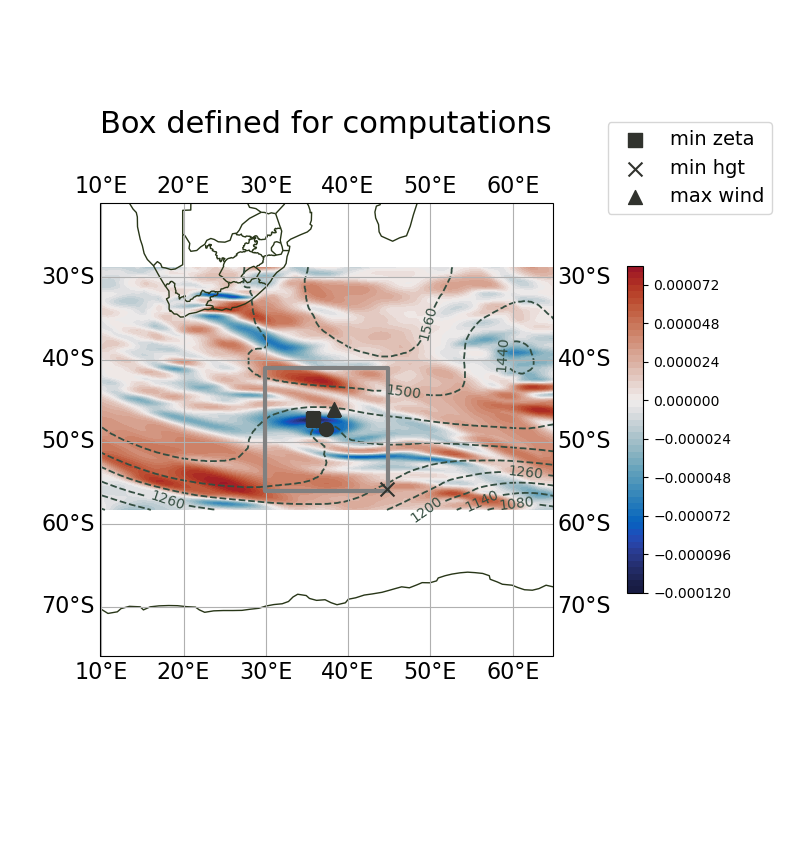 Box defined for computations
min zeta
min hgt
max wind
10°E 20°E 30°E 40°E 50°E 60°E
30°S 30°S
40°S 40°S
50°S 50°S
60°S 60°S
70°S 70°S
10°E 20°E 30°E 40°E 50°E 60°E
1560
1440
1500
1260
1260
1200
1140
1080
0.000072
0.000048
0.000024
0.000000
−0.000024
−0.000048
−0.000072
−0.000096
−0.000120